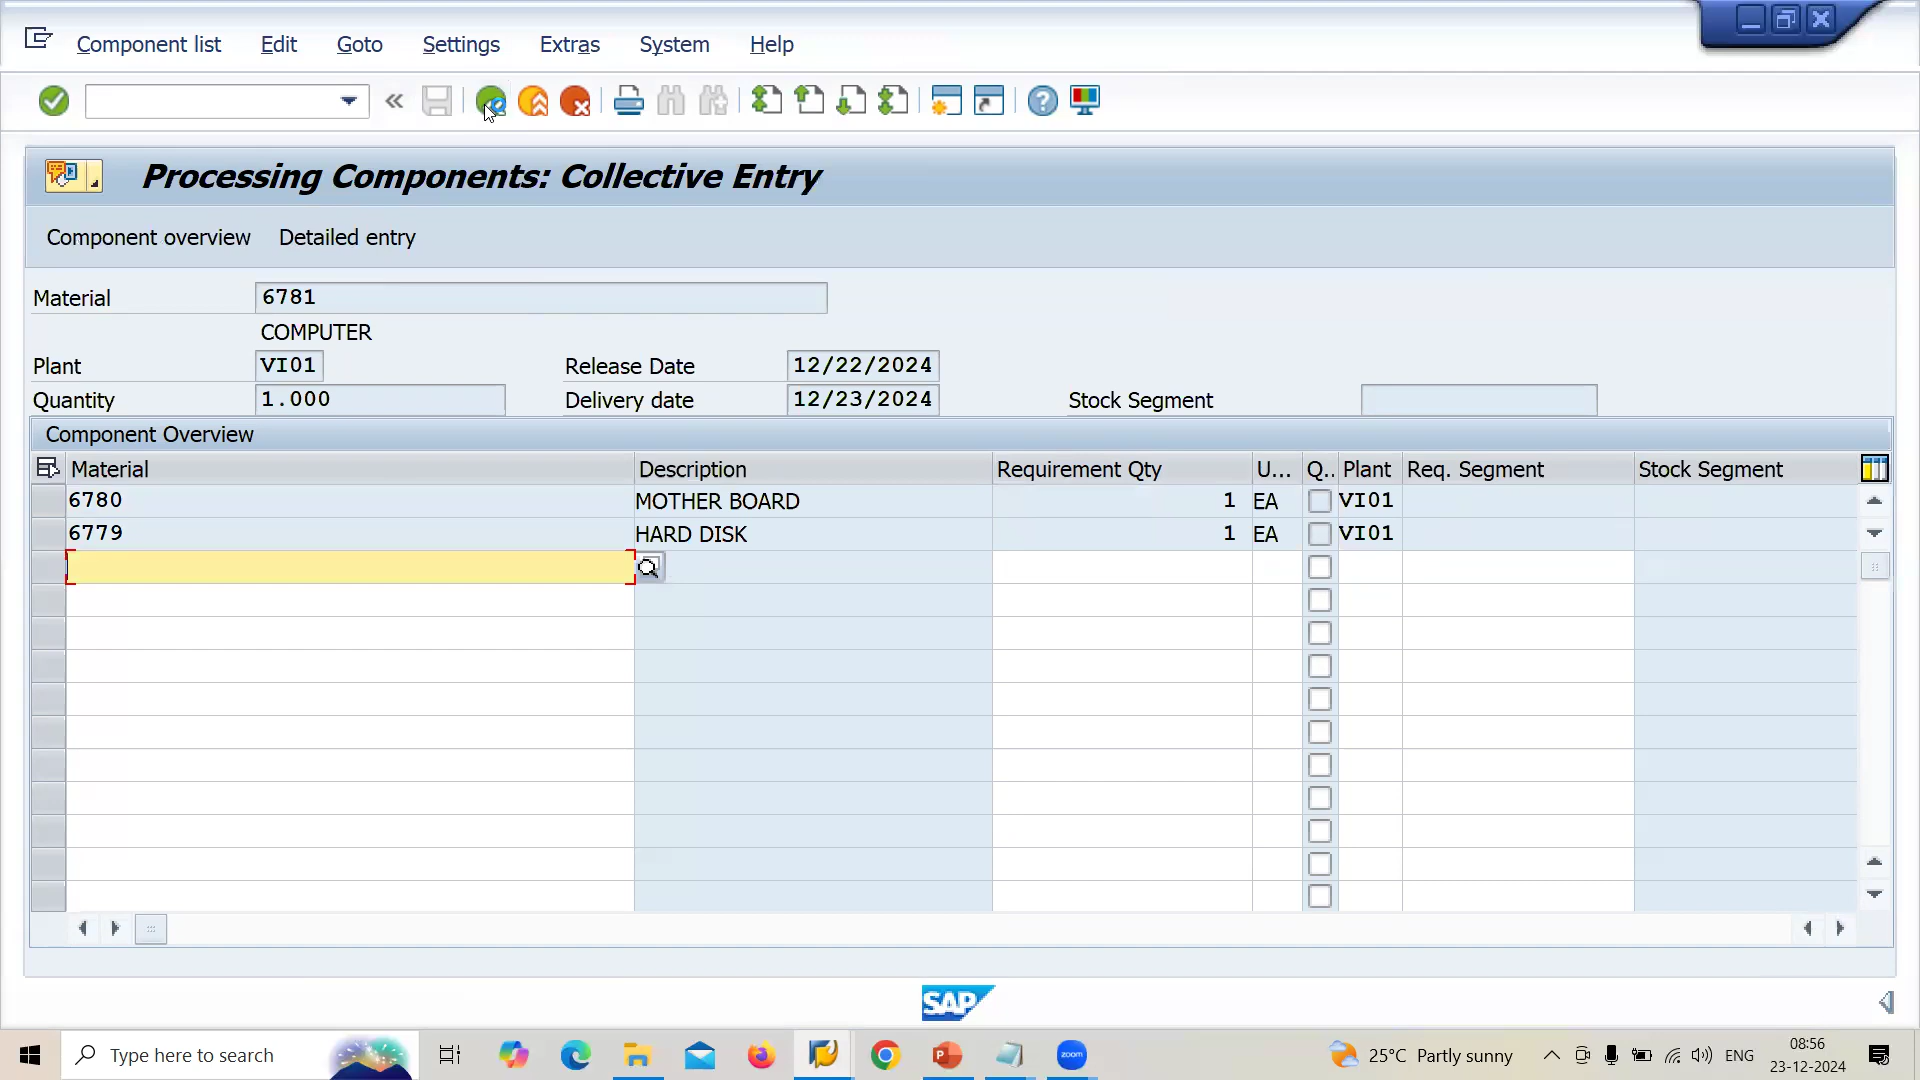 Component list Edit Goto Settings Extras System Help
Processing Components: Collective Entry
Component overview Detailed entry
Material 6781
COMPUTER
Plant VI01 Release Date 12/22/2024
Quantity 1.000 Delivery date 12/23/2024 Stock Segment
Component Overview
Material Description Requirement Qty U... Q.. Plant Req. Segment Stock Segment
6780 MOTHER BOARD 1 EA VI01
6779 HARD DISK 1 EA VI01
SAP
Type here to search zoom 25°C Partly sunny ENG 08:56
23-12-2024